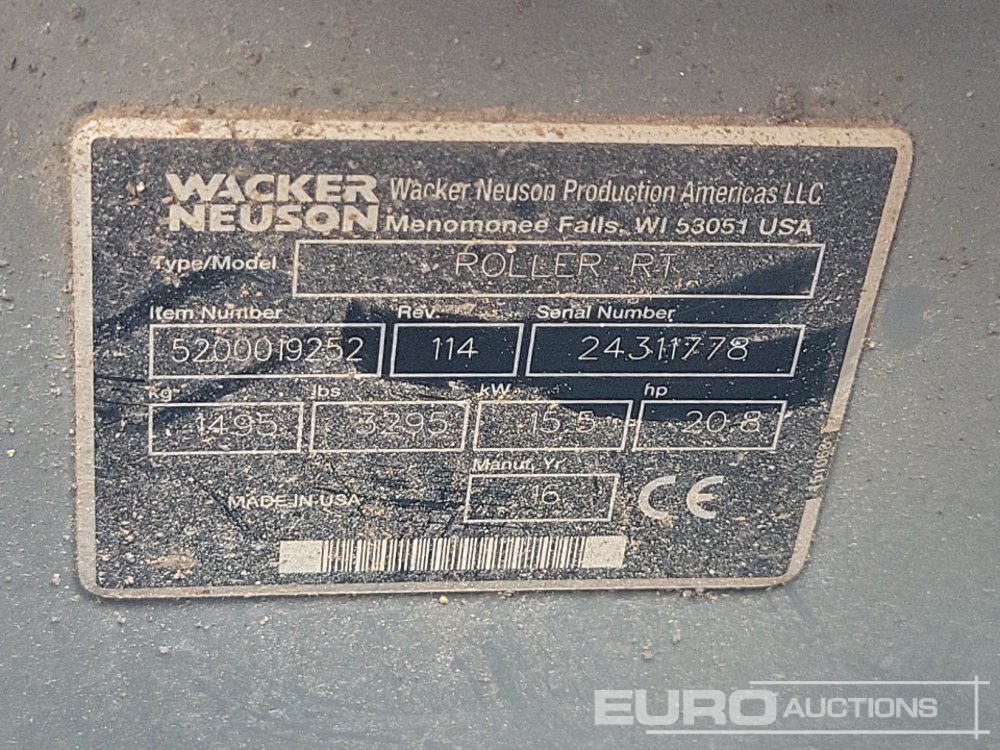 WACKER
NEUSON
Wacker Neuson Production Americas LLC
Menomonee Falls, WI 53051 USA
Type/Model ROLLER RT
Item Number Rev. Serial Number
5200019252 114 24311778
Kg lbs kW hp
1495 3295 15.5 20.8
Manuf. Yr.
MADE IN USA 16 CE
EURO AUCTIONS